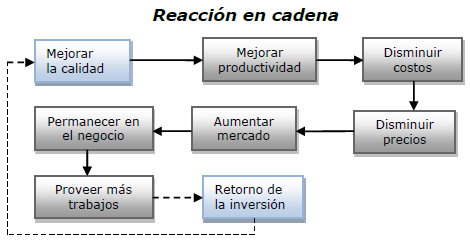 Reacción en cadena
Mejorar
la calidad
Mejorar
productividad
Disminuir
costos
Permanecer en
el negocio
Aumentar
mercado
Disminuir
precios
Proveer más
trabajos
Retorno de
la inversión